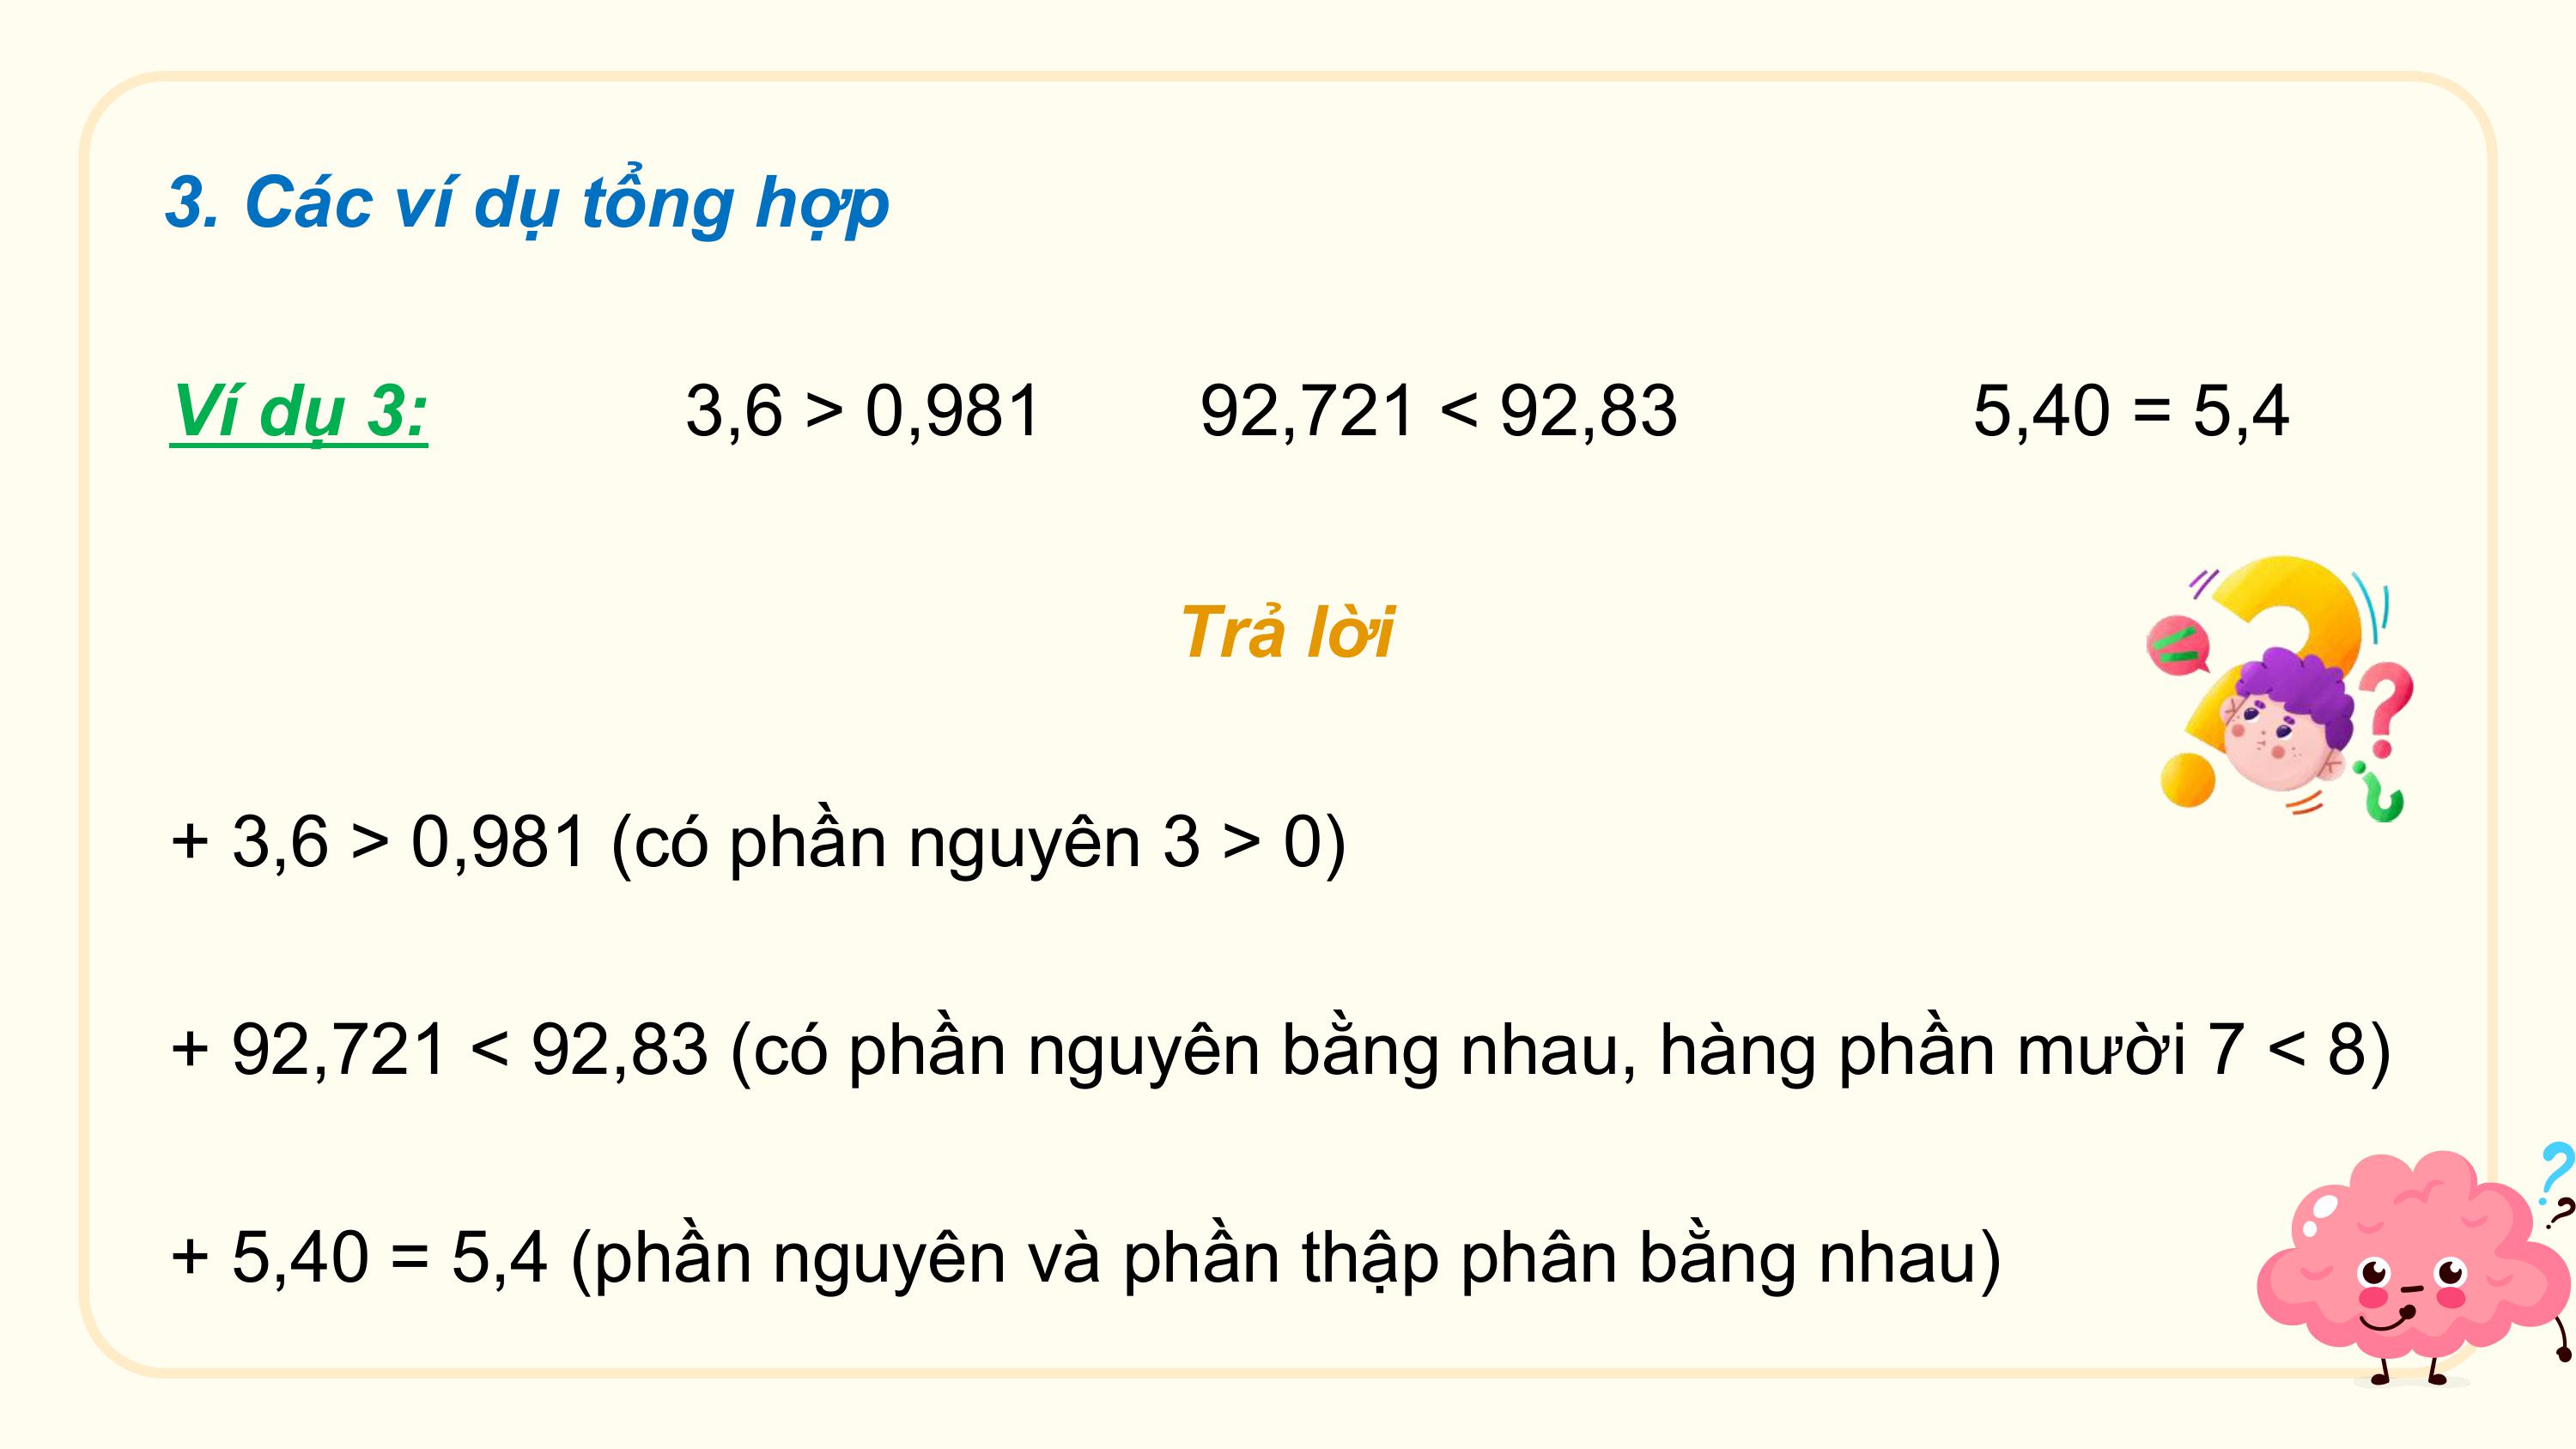 3. Các ví dụ tổng hợp
Ví dụ 3: 3,6 > 0,981 92,721 < 92,83 5,40 = 5,4
Trả lời
+ 3,6 > 0,981 (có phần nguyên 3 > 0)
+ 92,721 < 92,83 (có phần nguyên bằng nhau, hàng phần mười 7 < 8)
+ 5,40 = 5,4 (phần nguyên và phần thập phân bằng nhau)